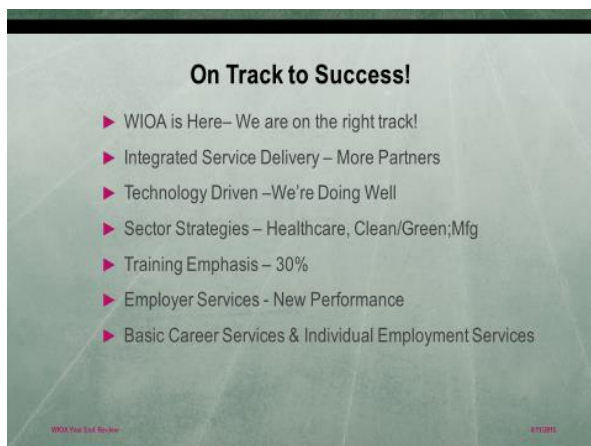 On Track to Success!
WIOA is Here– We are on the right track!
Integrated Service Delivery – More Partners
Technology Driven –We're Doing Well
Sector Strategies – Healthcare, Clean/Green;Mfg
Training Emphasis – 30%
Employer Services - New Performance
Basic Career Services & Individual Employment Services
WIOA Year End Review